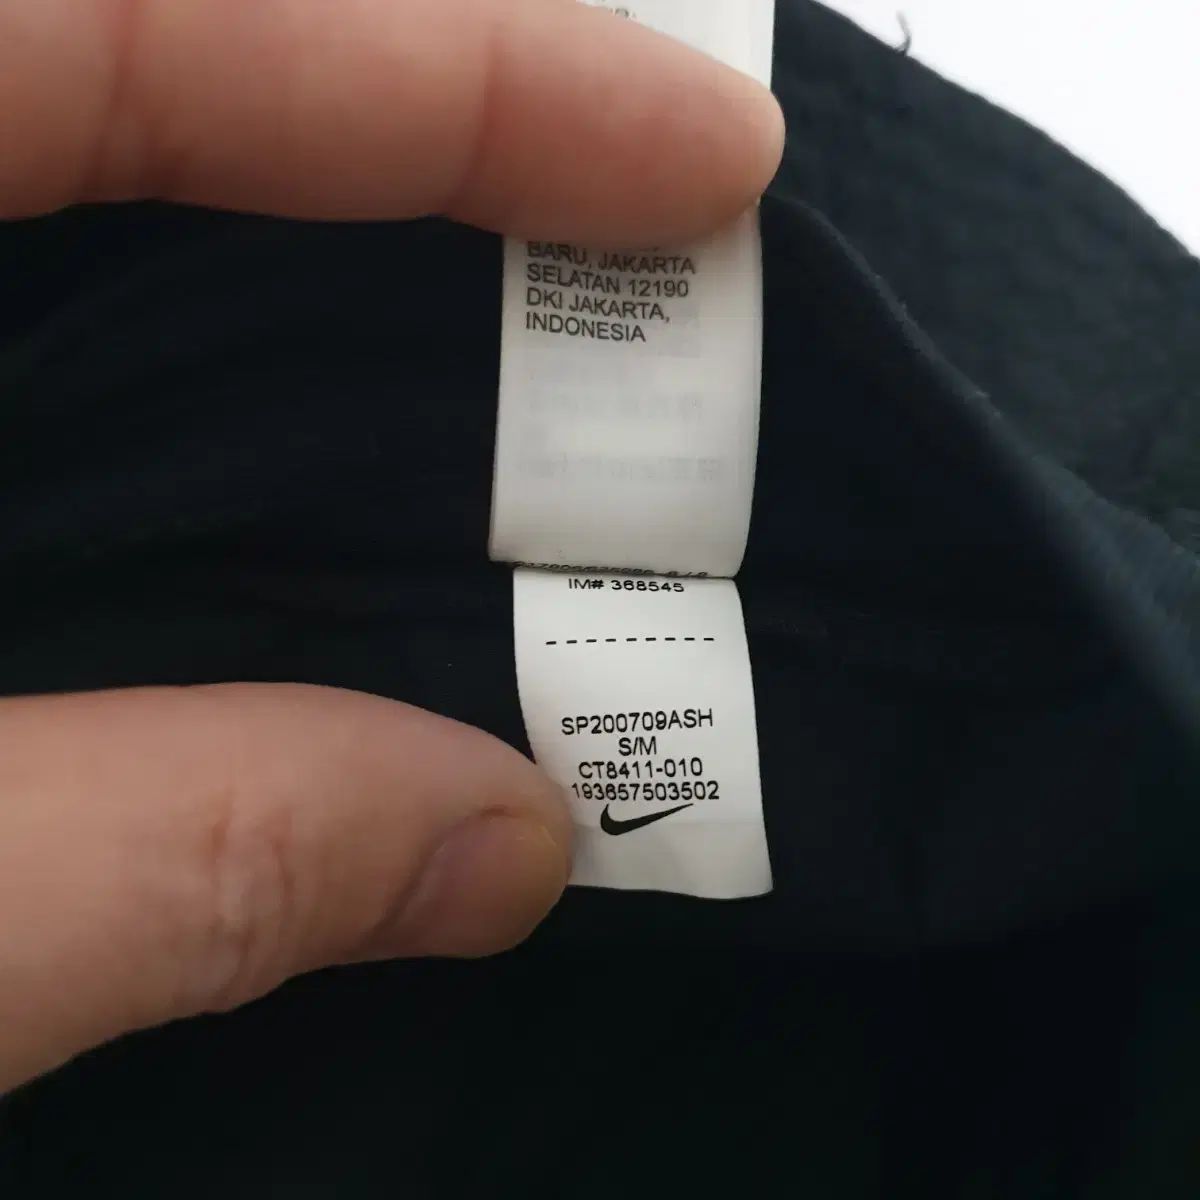 BARU, JAKARTA
SELATAN 12190
DKI JAKARTA,
INDONESIA
IM# 368545
---------
SP200709ASH
S/M
CT8411-010
193657503502